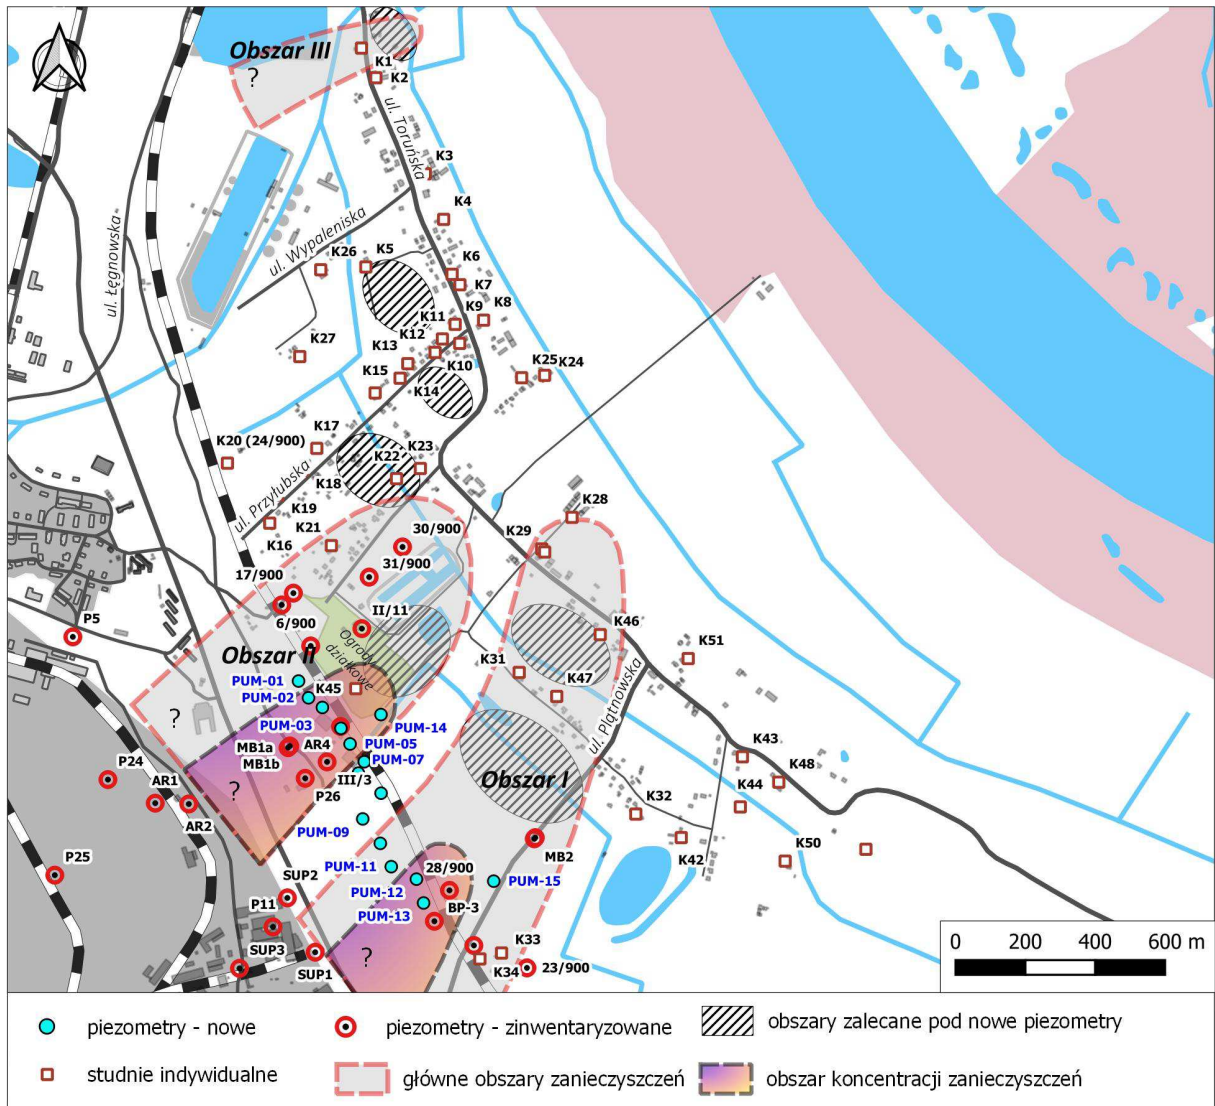 Obszar III
?
K1
K2
ul. Toruńska
K3
K4
ul. Wypaleniska
ul. Łęgnowska
K26
K5
K6
K7
K8
K9
K11
K12
K27
K13
K10
K15
K14
K25
K24
K17
K20 (24/900)
K23
K22
K18
ul. Przyłubska
K28
K19
K21
K16
30/900
K29
31/900
17/900
P5
6/900
II/11
Ogrody
działkowe
Obszar II
K46
K51
K31
PUM-01
K45
K47
PUM-02
ul. Plątnowska
?
PUM-03
PUM-14
MB1a
AR4
PUM-05
K43
P24
MB1b
PUM-07
AR1
III/3
Obszar I
K48
?
P26
K44
K32
AR2
PUM-09
MB2
K42
K50
P25
PUM-11
SUP2
28/900
PUM-15
PUM-12
P11
BP-3
PUM-13
SUP3
K33
?
SUP1
K34
23/900
0 200 400 600 m
piezometry - nowe
piezometry - zinwentaryzowane
obszary zalecane pod nowe piezometry
studnie indywidualne
główne obszary zanieczyszczeń
obszar koncentracji zanieczyszczeń